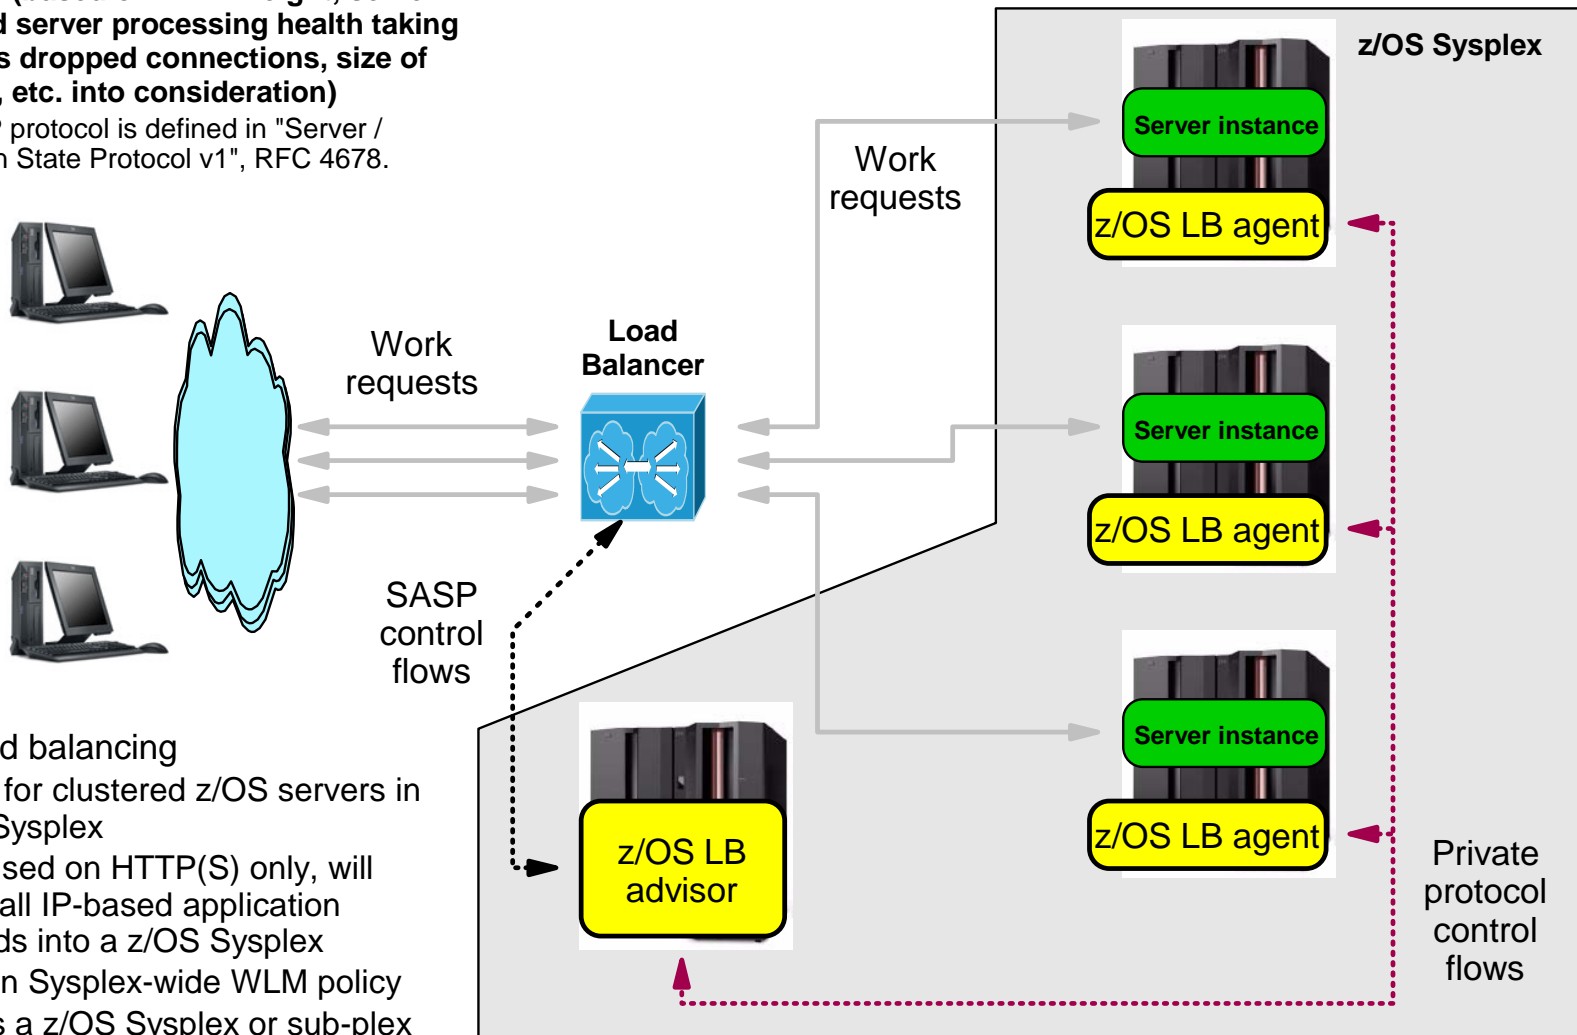 d server processing health taking
s dropped connections, size of
, etc. into consideration)
protocol is defined in "Server /
n State Protocol v1", RFC 4678.
z/OS Sysplex
Server instance
z/OS LB agent
Work
requests
Work
requests
Load
Balancer
Server instance
z/OS LB agent
SASP
control
flows
Server instance
z/OS LB agent
z/OS LB
advisor
Private
protocol
control
flows
d balancing
for clustered z/OS servers in
Sysplex
sed on HTTP(S) only, will
all IP-based application
ds into a z/OS Sysplex
n Sysplex-wide WLM policy
s a z/OS Sysplex or sub-plex